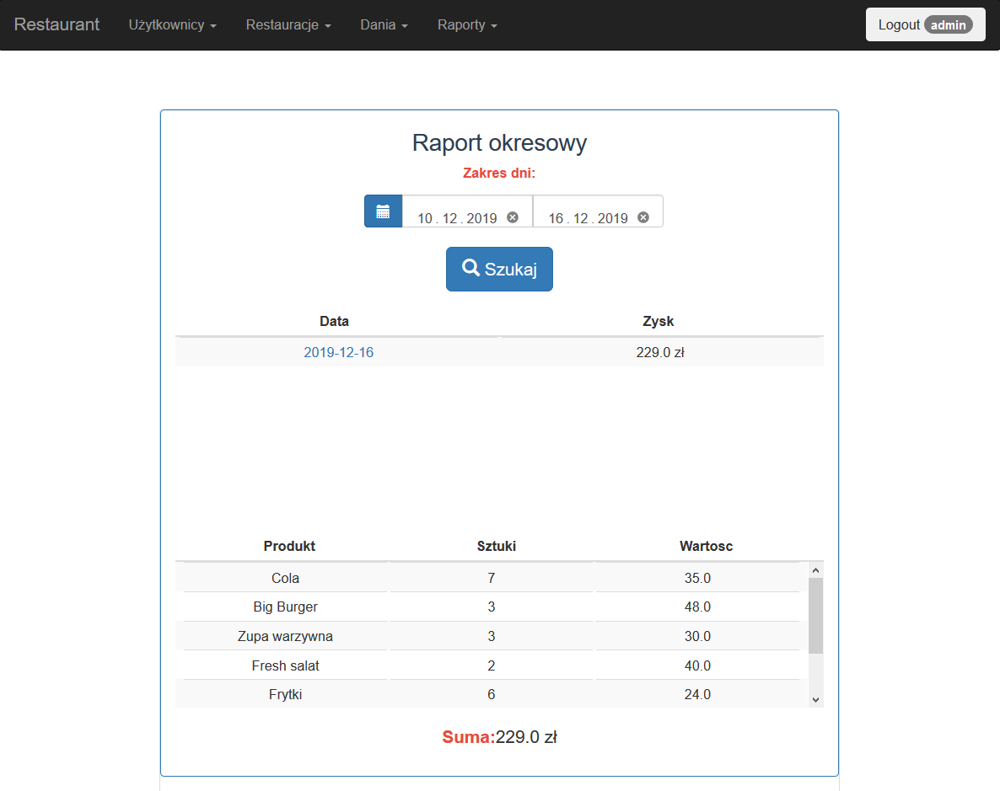 Restaurant Użytkownicy Restauracje Dania Raporty Logout admin
Raport okresowy
Zakres dni:
10 . 12 . 2019 16 . 12 . 2019
Szukaj
Data Zysk
2019-12-16 229.0 zł
Produkt Sztuki Wartosc
Cola 7 35.0
Big Burger 3 48.0
Zupa warzywna 3 30.0
Fresh salat 2 40.0
Frytki 6 24.0
Suma:229.0 zł